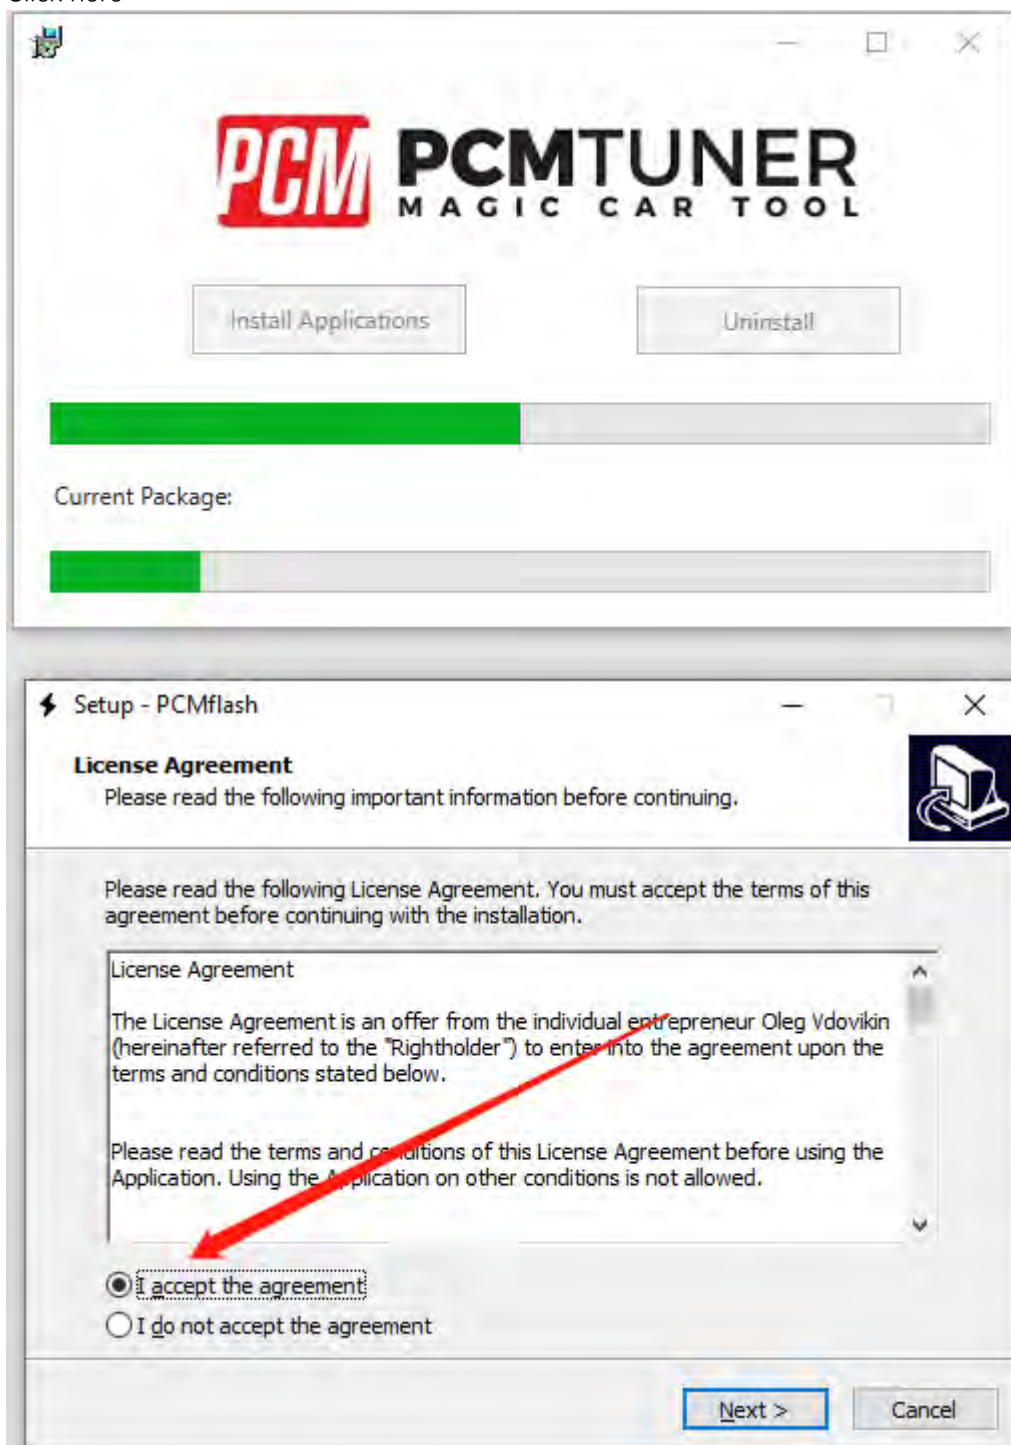 Click here
PCM PCMTUNER
MAGIC CAR TOOL
Install Applications Uninstall
Current Package:
Setup - PCMflash
License Agreement
Please read the following important information before continuing.
Please read the following License Agreement. You must accept the terms of this
agreement before continuing with the installation.
License Agreement
The License Agreement is an offer from the individual entrepreneur Oleg Vdovikin
(hereinafter referred to the "Rightholder") to enter into the agreement upon the
terms and conditions stated below.
Please read the terms and conditions of this License Agreement before using the
Application. Using the Application on other conditions is not allowed.
I accept the agreement
I do not accept the agreement
Next > Cancel